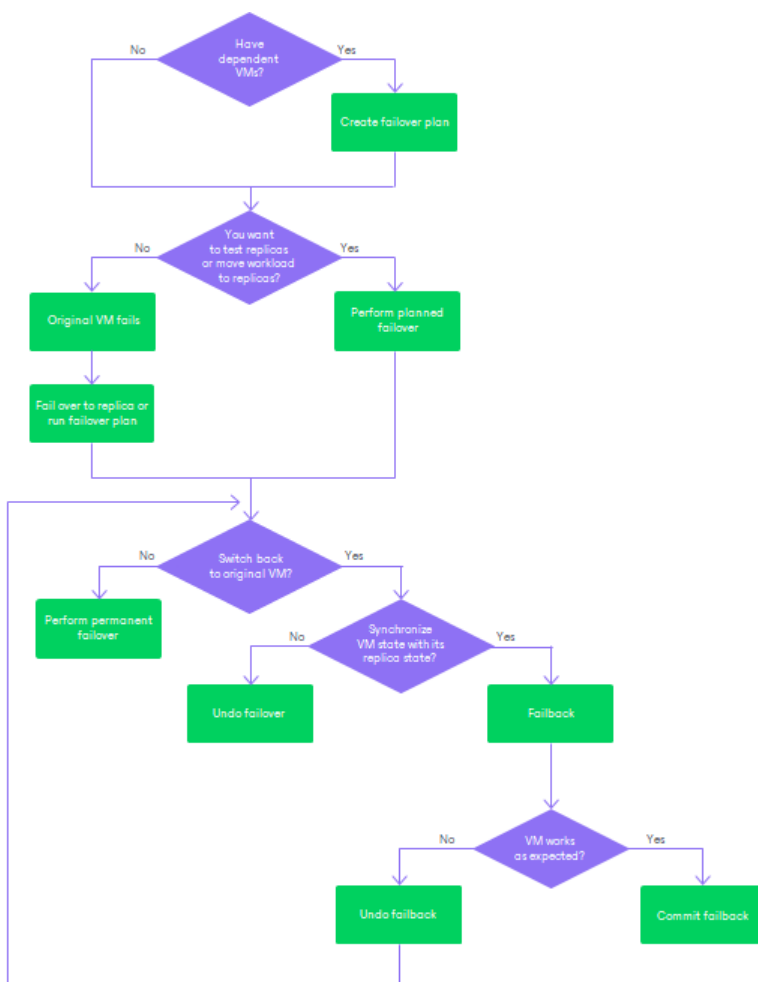 Have
dependent
VMs?
No
Yes
Create failover plan
You want
to test replicas
or move workload
to replicas?
No
Yes
Original VM fails
Perform planned
failover
Fail over to replica or
run failover plan
Switch back
to original VM?
No
Yes
Perform permanent
failover
Synchronize
VM state with its
replica state?
No
Yes
Undo failover
Failback
VM works
as expected?
No
Yes
Undo failback
Commit failback